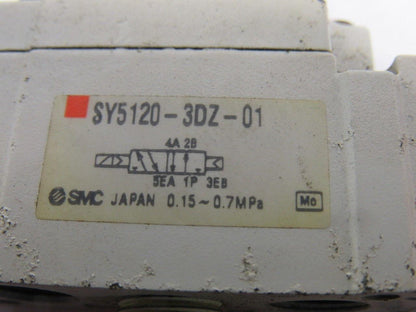 SY5120-3DZ-01
4A 2B
5EA 1P 3EB
SMC JAPAN 0.15~0.7MPa
Mo